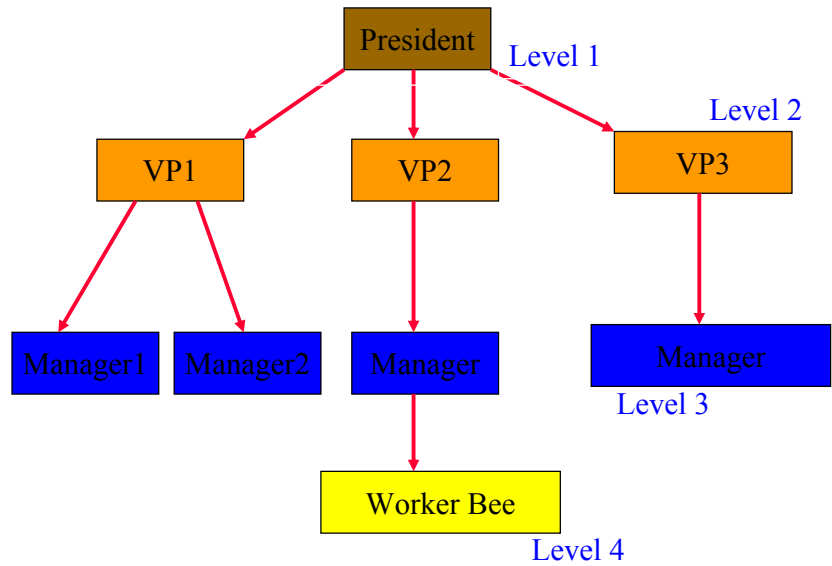 President
Level 1
Level 2
VP1
VP2
VP3
Manager1
Manager2
Manager
Manager
Level 3
Worker Bee
Level 4